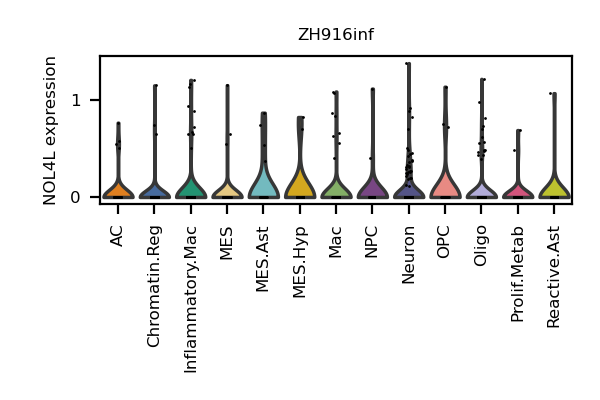 ZH916inf
NOL4L expression
1
0
AC
Chromatin.Reg
Inflammatory.Mac
MES
MES.Ast
MES.Hyp
Mac
NPC
Neuron
OPC
Oligo
Prolif.Metab
Reactive.Ast